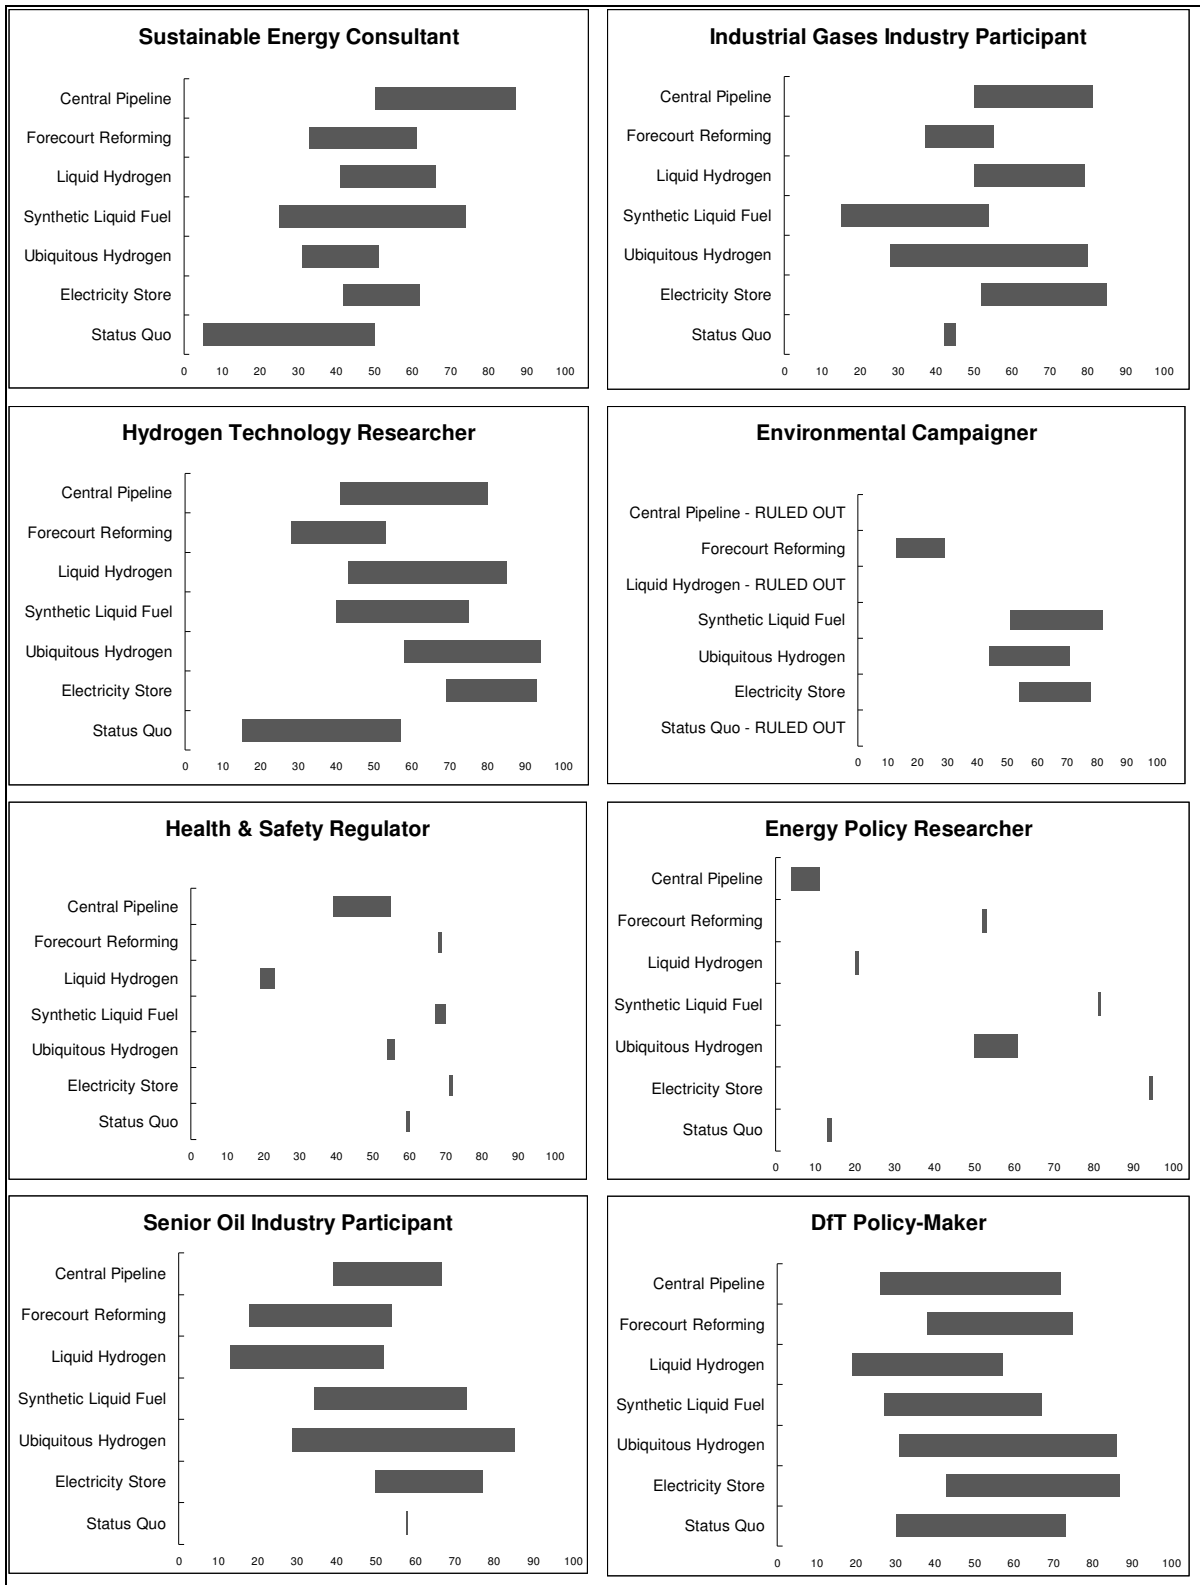 Sustainable Energy Consultant
Central Pipeline
Forecourt Reforming
Liquid Hydrogen
Synthetic Liquid Fuel
Ubiquitous Hydrogen
Electricity Store
Status Quo
0 10 20 30 40 50 60 70 80 90 100
Industrial Gases Industry Participant
Central Pipeline
Forecourt Reforming
Liquid Hydrogen
Synthetic Liquid Fuel
Ubiquitous Hydrogen
Electricity Store
Status Quo
0 10 20 30 40 50 60 70 80 90 100
Hydrogen Technology Researcher
Central Pipeline
Forecourt Reforming
Liquid Hydrogen
Synthetic Liquid Fuel
Ubiquitous Hydrogen
Electricity Store
Status Quo
0 10 20 30 40 50 60 70 80 90 100
Environmental Campaigner
Central Pipeline - RULED OUT
Forecourt Reforming
Liquid Hydrogen - RULED OUT
Synthetic Liquid Fuel
Ubiquitous Hydrogen
Electricity Store
Status Quo - RULED OUT
0 10 20 30 40 50 60 70 80 90 100
Health & Safety Regulator
Central Pipeline
Forecourt Reforming
Liquid Hydrogen
Synthetic Liquid Fuel
Ubiquitous Hydrogen
Electricity Store
Status Quo
0 10 20 30 40 50 60 70 80 90 100
Energy Policy Researcher
Central Pipeline
Forecourt Reforming
Liquid Hydrogen
Synthetic Liquid Fuel
Ubiquitous Hydrogen
Electricity Store
Status Quo
0 10 20 30 40 50 60 70 80 90 100
Senior Oil Industry Participant
Central Pipeline
Forecourt Reforming
Liquid Hydrogen
Synthetic Liquid Fuel
Ubiquitous Hydrogen
Electricity Store
Status Quo
0 10 20 30 40 50 60 70 80 90 100
DfT Policy-Maker
Central Pipeline
Forecourt Reforming
Liquid Hydrogen
Synthetic Liquid Fuel
Ubiquitous Hydrogen
Electricity Store
Status Quo
0 10 20 30 40 50 60 70 80 90 100